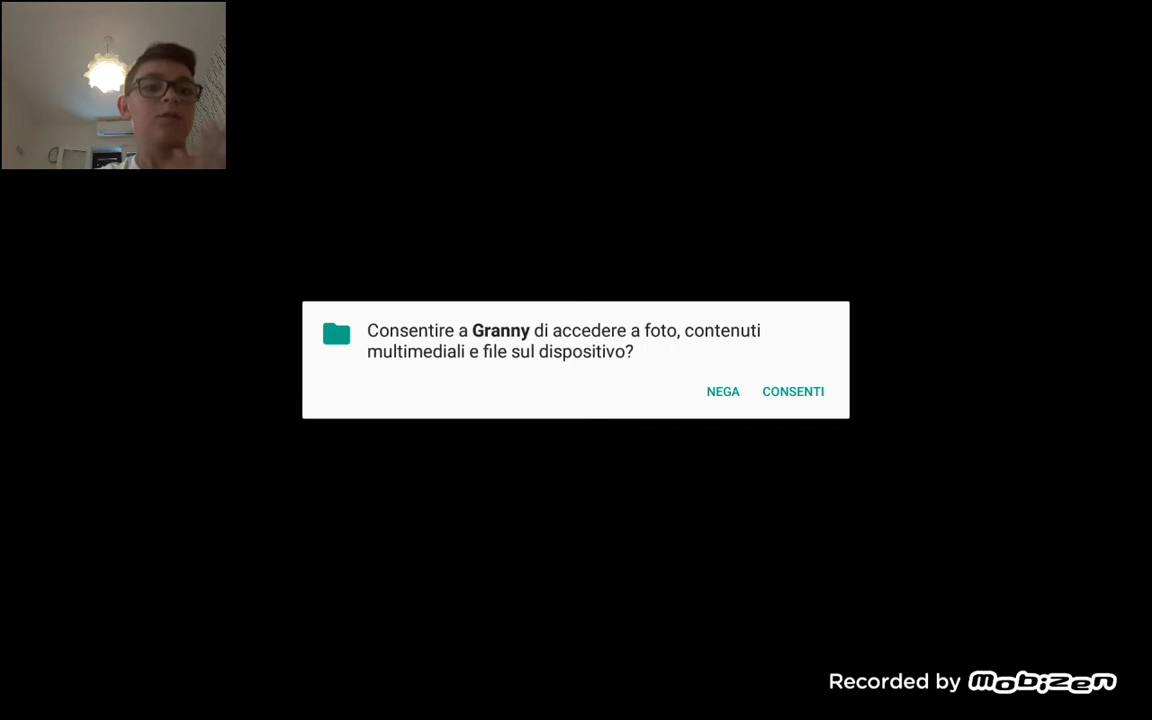 Consentire a Granny di accedere a foto, contenuti
multimediali e file sul dispositivo?
NEGA CONSENTI
Recorded by mobizen